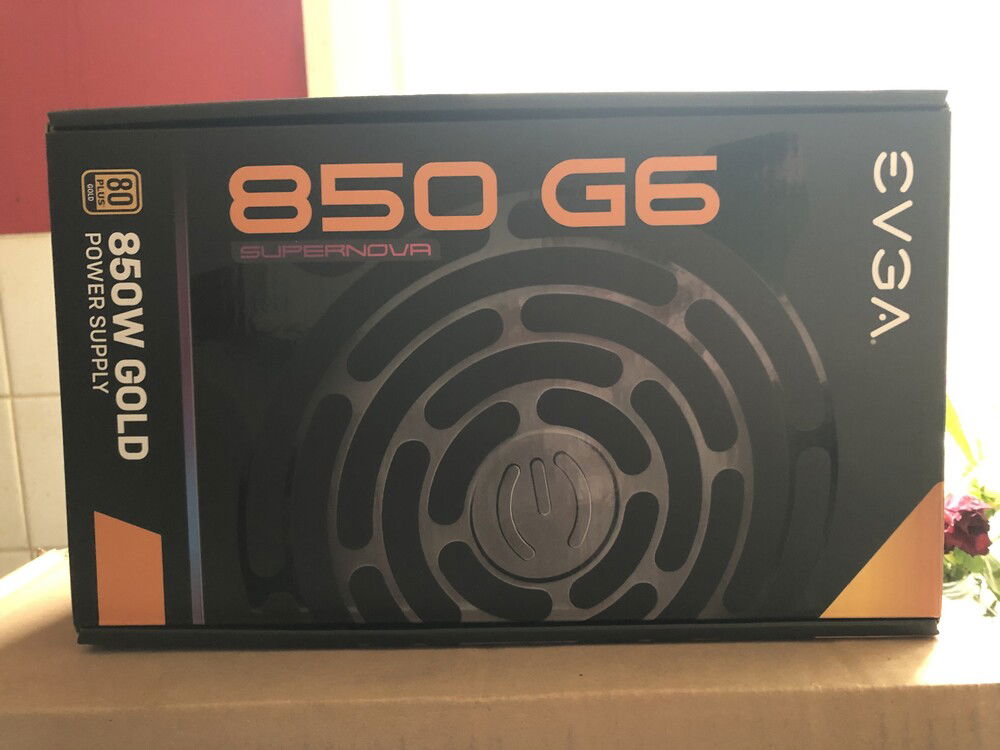 850 G6
SUPERNOVA
EVGA
80
PLUS
GOLD
850W GOLD
POWER SUPPLY